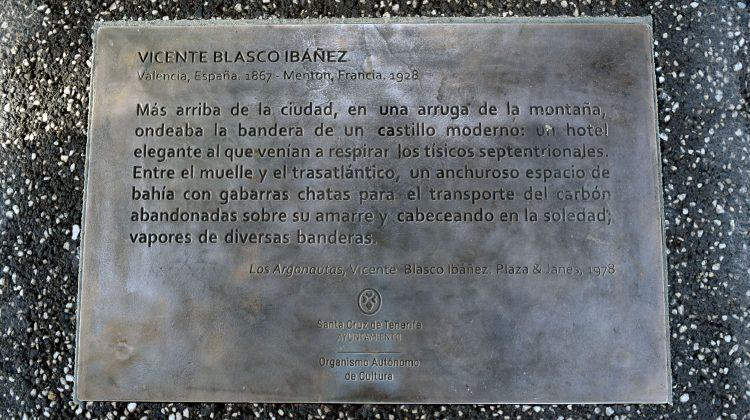 VICENTE BLASCO IBÁÑEZ
Valencia, España. 1867 - Menton, Francia. 1928
Más arriba de la ciudad, en una arruga de la montaña,
ondeaba la bandera de un castillo moderno: un hotel
elegante al que venían a respirar los tísicos septentrionales.
Entre el muelle y el trasatlántico, un anchuroso espacio de
bahía con gabarras chatas para el transporte del carbón
abandonadas sobre su amarre y cabeceando en la soledad;
vapores de diversas banderas.
Los Argonautas, Vicente Blasco Ibáñez. Plaza & Janes, 1978
Santa Cruz de Tenerife
AYUNTAMIENTO
Organismo Autónomo
de Cultura